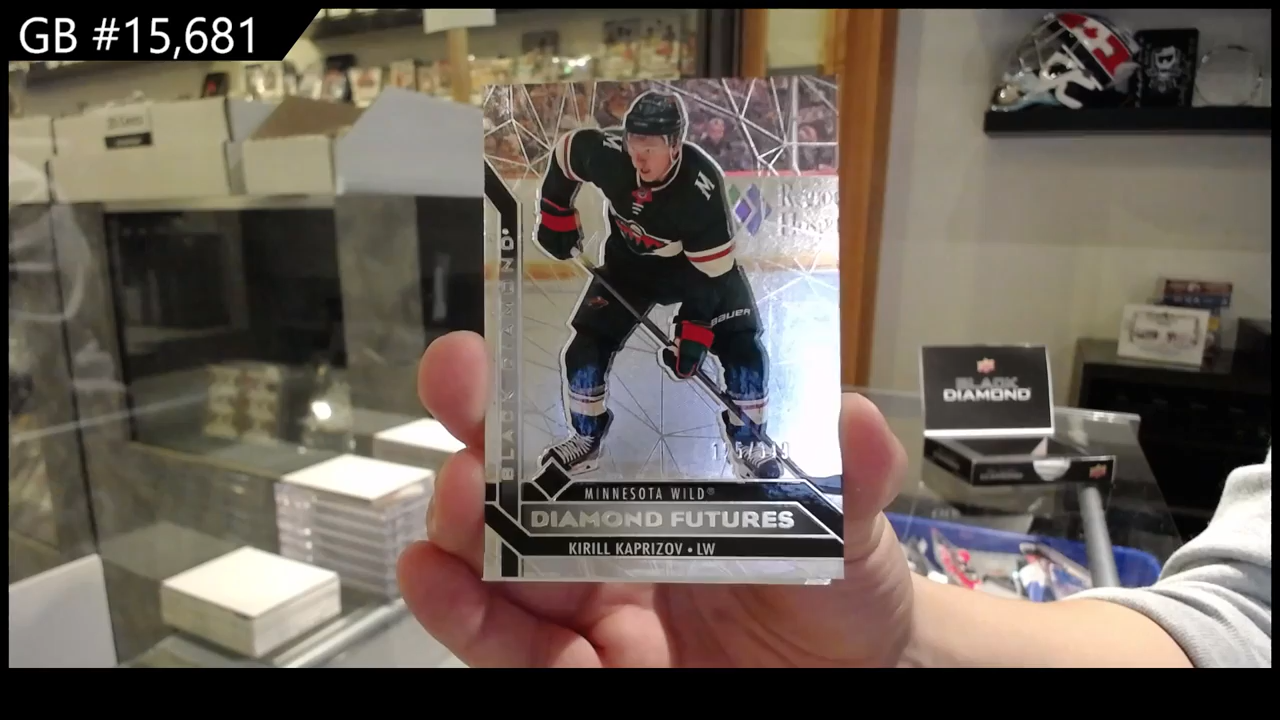 GB #15,681
M
M
BAUER
BLACK DIAMOND
MINNESOTA WILD®
DIAMOND FUTURES
KIRILL KAPRIZOV • LW
BLACK
DIAMOND